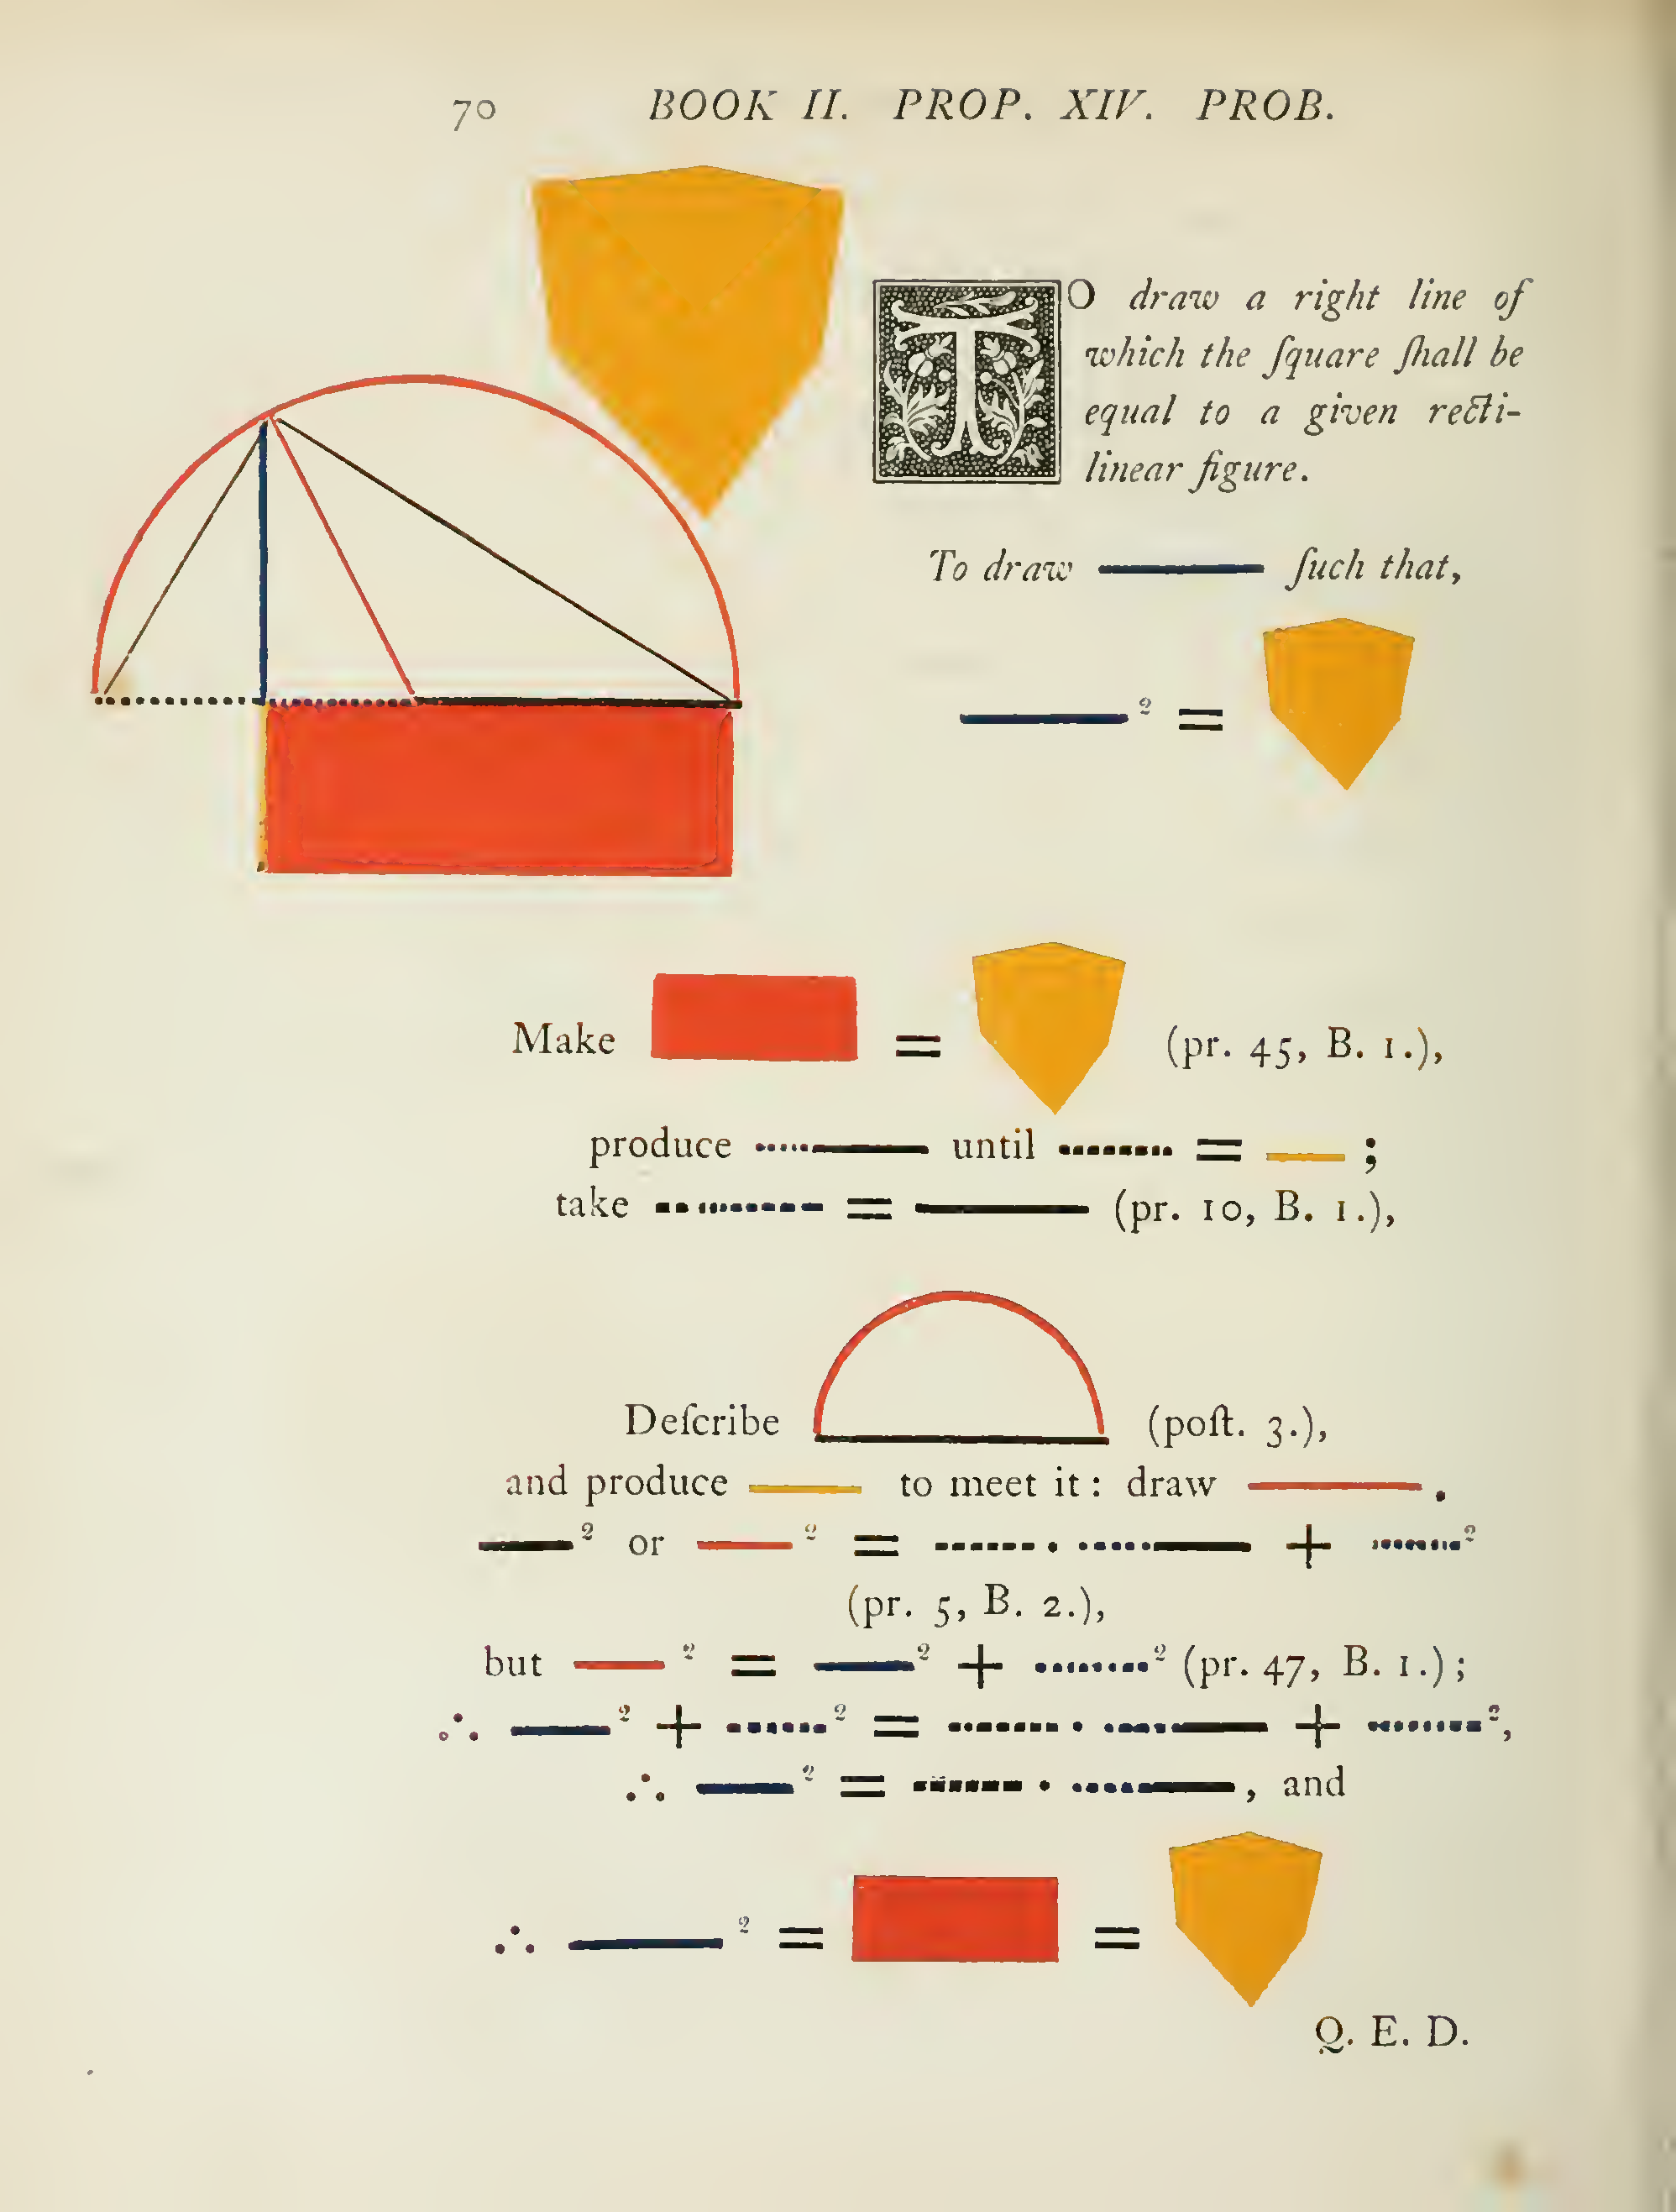 70 BOOK II. PROP. XIV. PROB.
TO draw a right line of
which the ſquare ſhall be
equal to a given recti-
linear figure.
To draw ſuch that,
2 =
Make = (pr. 45, B. 1.),
produce until = ;
take = (pr. 10, B. 1.),
Deſcribe (poſt. 3.),
and produce to meet it: draw .
2 or 2 = · + 2
(pr. 5, B. 2.),
but 2 = 2 + 2 (pr. 47, B. 1.);
∴ 2 + 2 = · + 2,
∴ 2 = · , and
∴ 2 = =
Q. E. D.